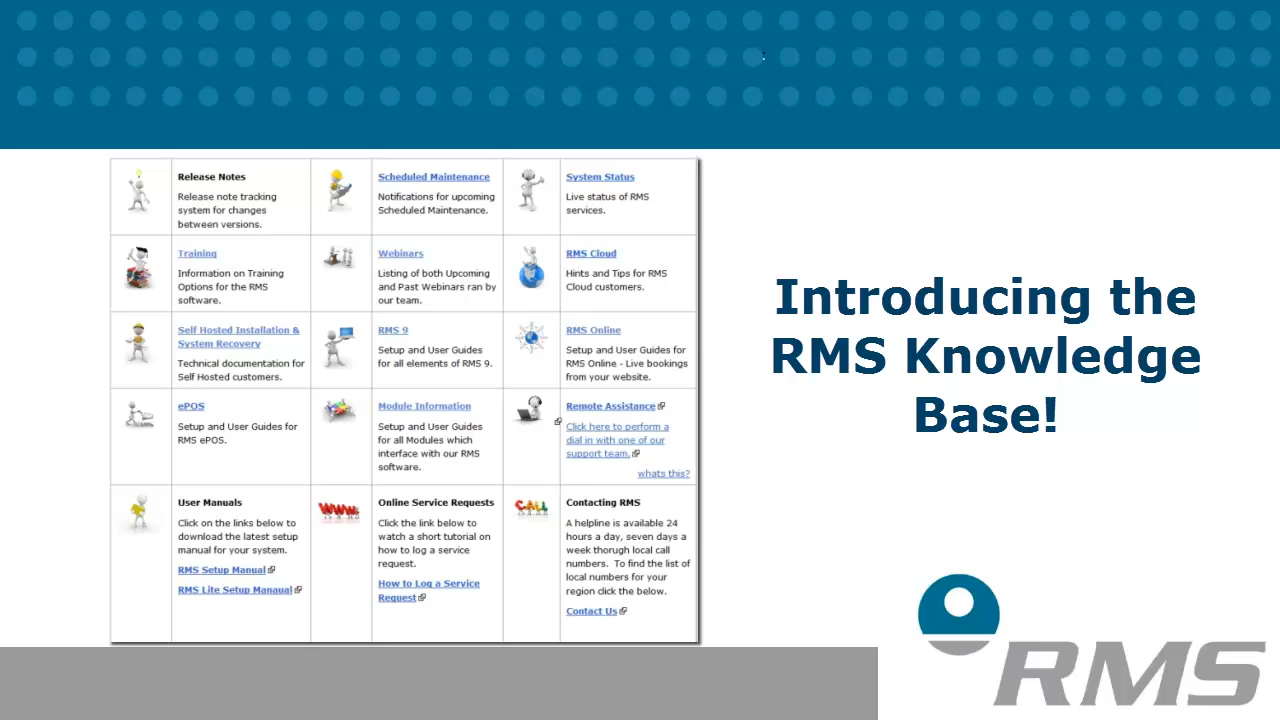 Release Notes
Release note tracking
system for changes
between versions.
Scheduled Maintenance
Notifications for upcoming
Scheduled Maintenance.
System Status
Live status of RMS
services.
Training
Information on Training
Options for the RMS
software.
Webinars
Listing of both Upcoming
and Past Webinars ran by
our team.
RMS Cloud
Hints and Tips for RMS
Cloud customers.
Self Hosted Installation &
System Recovery
Technical documentation for
Self Hosted customers.
RMS 9
Setup and User Guides
for all elements of RMS 9.
RMS Online
Setup and User Guides for
RMS Online - Live bookings
from your website.
ePOS
Setup and User Guides for
RMS ePOS.
Module Information
Setup and User Guides
for all Modules which
interface with our RMS
software.
Remote Assistance
Click here to perform a
dial in with one of our
support team.
whats this?
User Manuals
Click on the links below to
download the latest setup
manual for your system.
RMS Setup Manual
RMS Lite Setup Manaual
WWW.
Online Service Requests
Click the link below to
watch a short tutorial on
how to log a service
request.
How to Log a Service
Request
CALL
Contacting RMS
A helpline is available 24
hours a day, seven days a
week thorugh local call
numbers. To find the list of
local numbers for your
region click the below.
Contact Us
Introducing the
RMS Knowledge
Base!
RMS